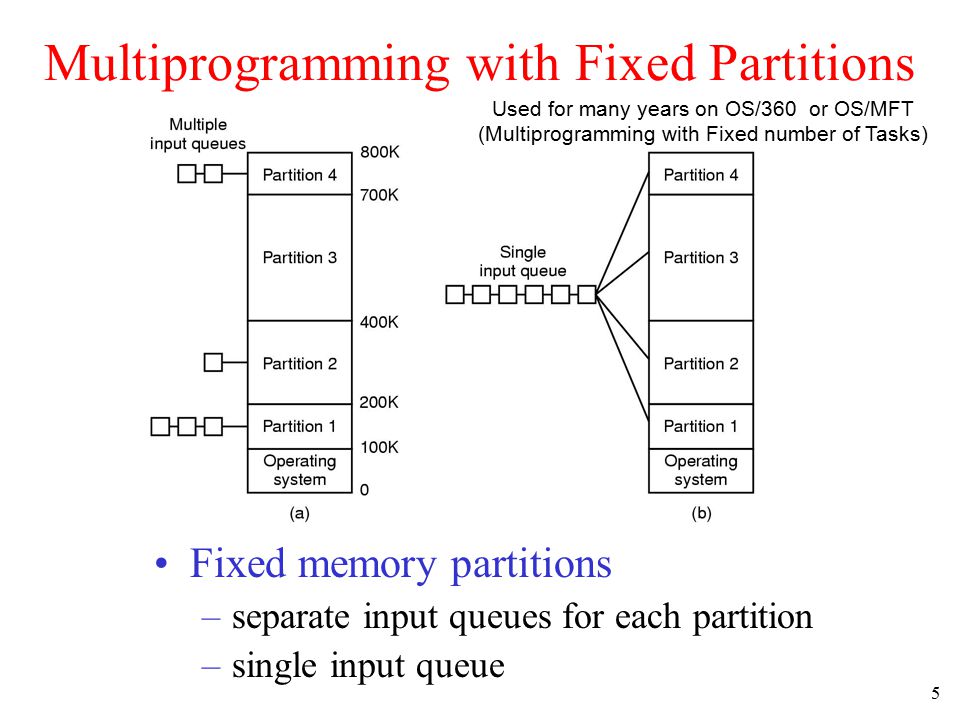 Multiprogramming with Fixed Partitions
Used for many years on OS/360 or OS/MFT
(Multiprogramming with Fixed number of Tasks)
Multiple
input queues
800K
Partition 4
700K
Partition 3
400K
Partition 2
200K
Partition 1
100K
Operating
system
0
(a)
Single
input queue
Partition 4
Partition 3
Partition 2
Partition 1
Operating
system
(b)
• Fixed memory partitions
– separate input queues for each partition
– single input queue
5